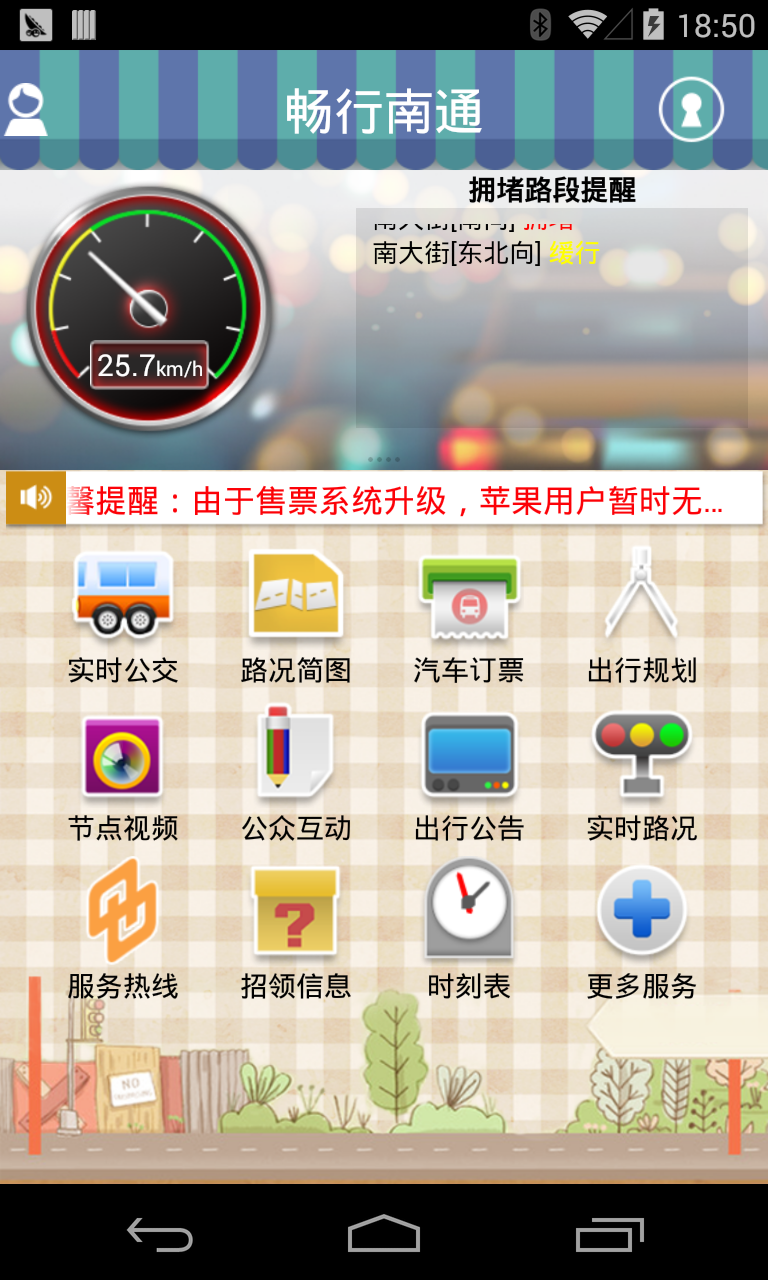 18:50
畅行南通
拥堵路段提醒
南大街[南向] 拥堵
南大街[东北向] 缓行
25.7km/h
馨提醒：由于售票系统升级，苹果用户暂时无...
实时公交 路况简图 汽车订票 出行规划
节点视频 公众互动 出行公告 实时路况
服务热线 招领信息 时刻表 更多服务
NO